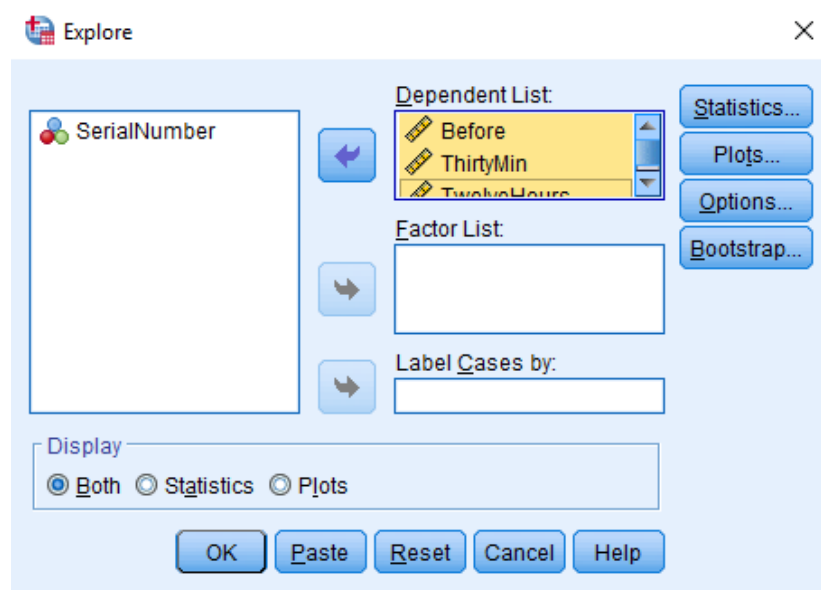 Explore
SerialNumber
Dependent List:
Before
ThirtyMin
TwelveHours
Factor List:
Label Cases by:
Statistics...
Plots...
Options...
Bootstrap...
Display
Both Statistics Plots
OK Paste Reset Cancel Help